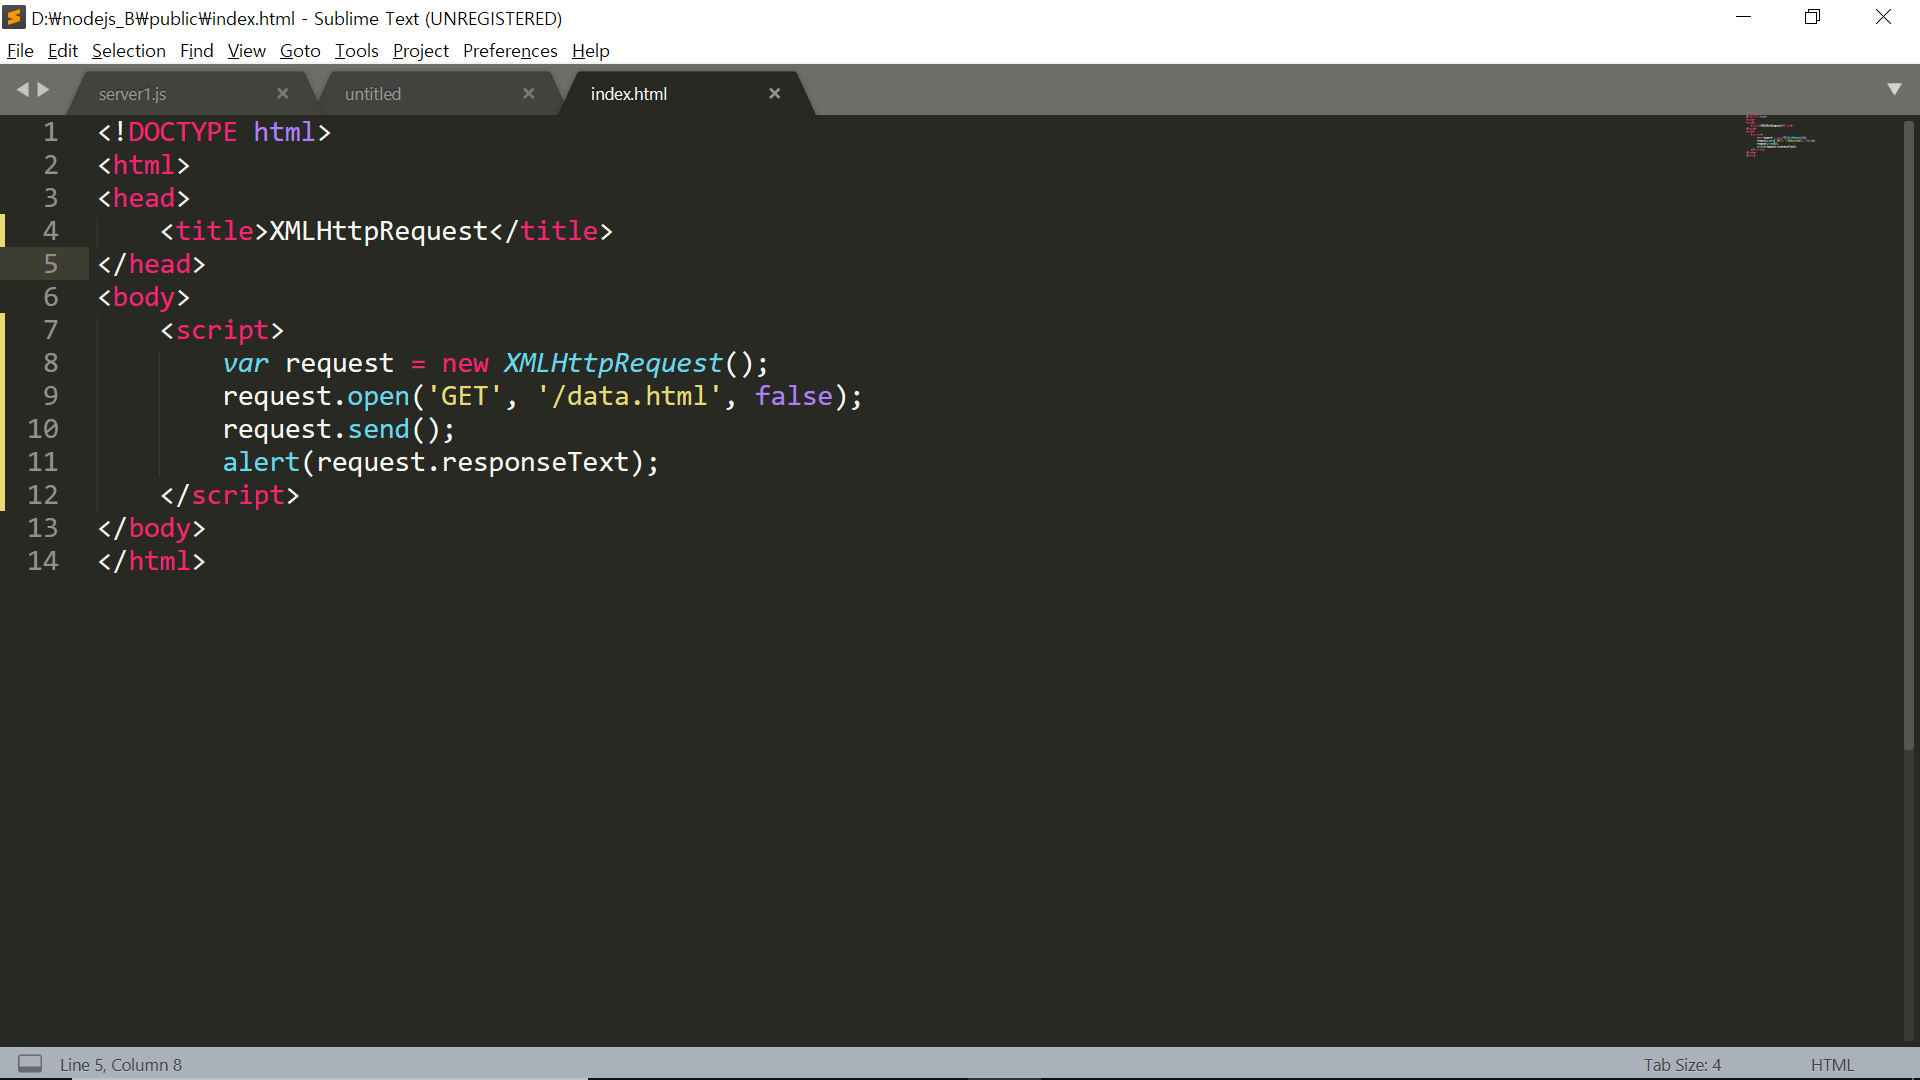 D:₩nodejs_B₩public₩index.html - Sublime Text (UNREGISTERED)
File Edit Selection Find View Goto Tools Project Preferences Help
server1.js untitled index.html
1 <!DOCTYPE html>
2 <html>
3 <head>
4     <title>XMLHttpRequest</title>
5 </head>
6 <body>
7     <script>
8         var request = new XMLHttpRequest();
9         request.open('GET', '/data.html', false);
10         request.send();
11         alert(request.responseText);
12     </script>
13 </body>
14 </html>
Line 5, Column 8 Tab Size: 4 HTML